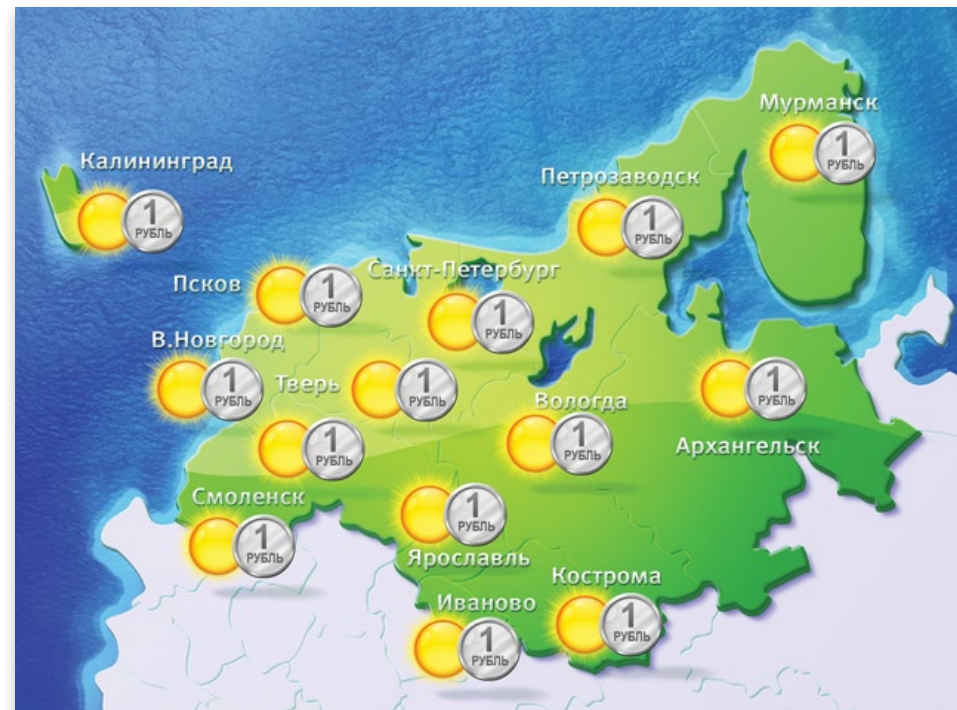 Мурманск
1
РУБЛЬ
Калининград
1
РУБЛЬ
Петрозаводск
1
РУБЛЬ
Санкт-Петербург
1
РУБЛЬ
Псков
1
РУБЛЬ
В.Новгород
1
РУБЛЬ
Тверь
1
РУБЛЬ
Вологда
1
РУБЛЬ
1
РУБЛЬ
Архангельск
1
РУБЛЬ
Смоленск
1
РУБЛЬ
1
РУБЛЬ
Ярославль
Кострома
1
РУБЛЬ
Иваново
1
РУБЛЬ